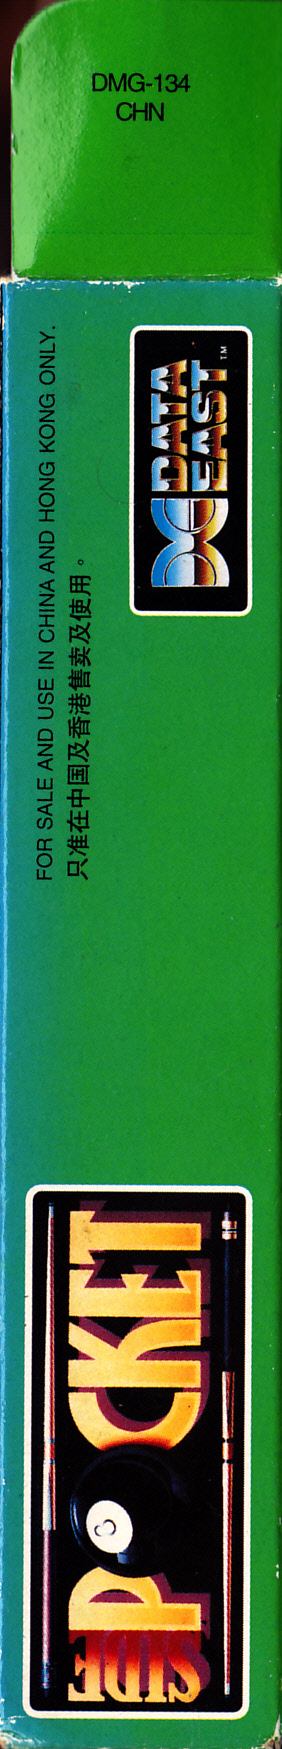 DMG-134
CHN
FOR SALE AND USE IN CHINA AND HONG KONG ONLY.
只准在中国及香港售卖及使用。
DATA
EAST TM
SIDE
POCKET
8